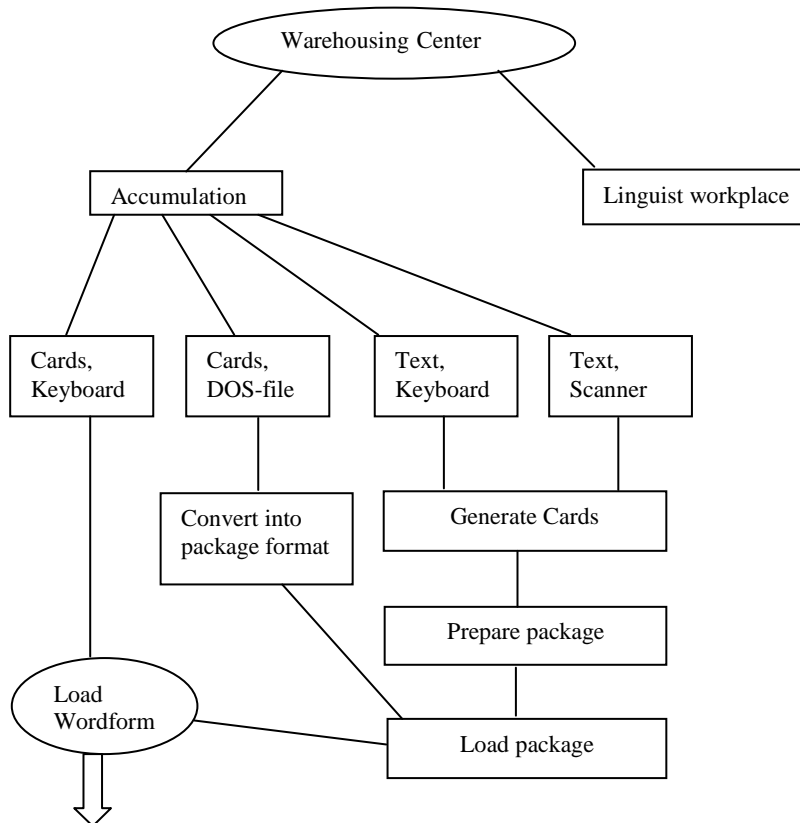 Warehousing Center
Accumulation
Linguist workplace
Cards,
Keyboard
Cards,
DOS-file
Text,
Keyboard
Text,
Scanner
Convert into
package format
Generate Cards
Prepare package
Load
Wordform
Load package